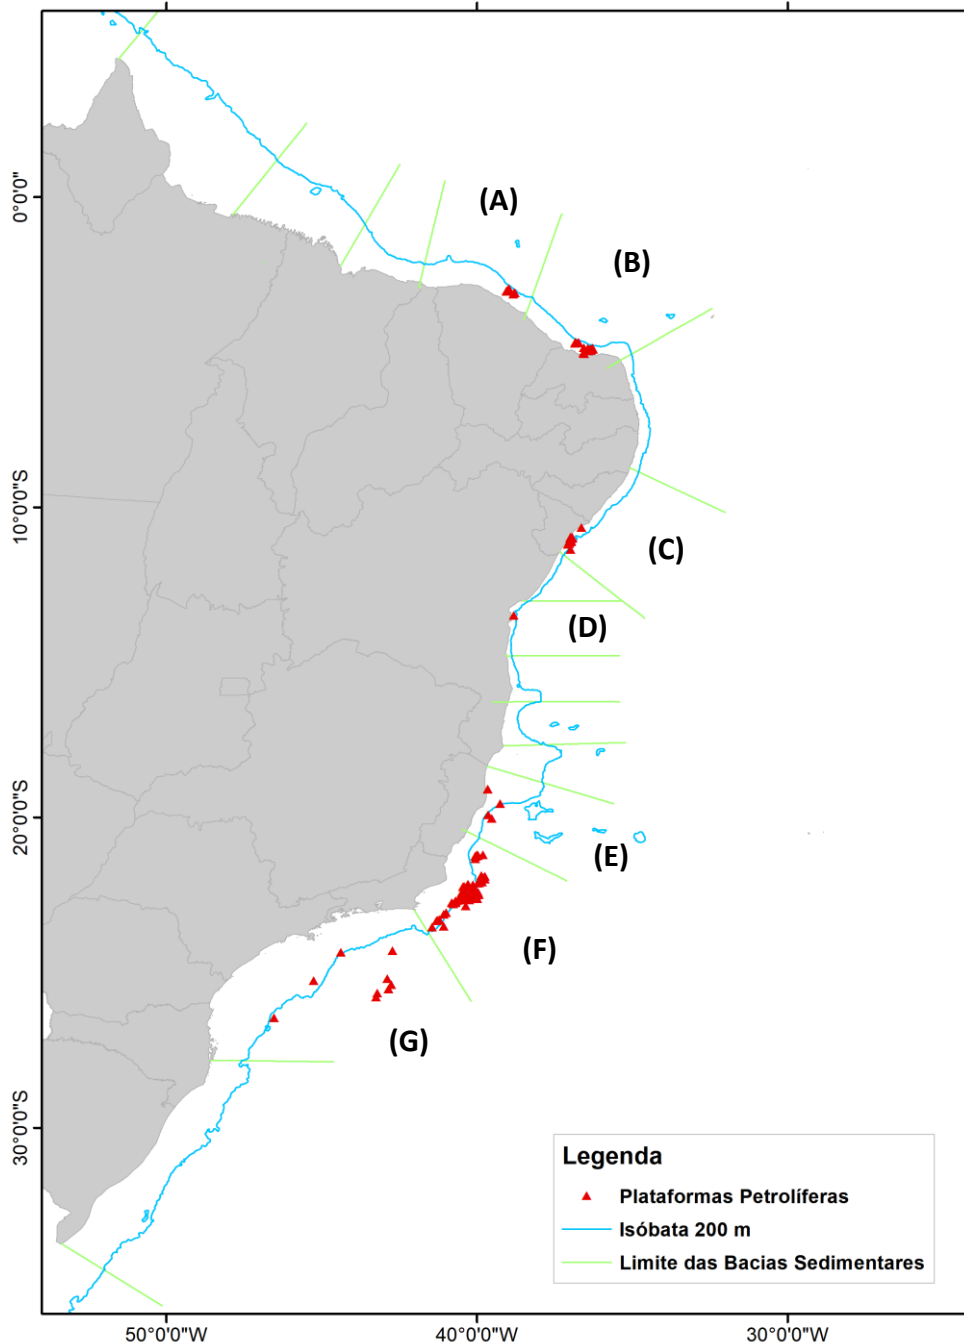 (A)
0°0'0"
(B)
10°0'0"S
(C)
(D)
20°0'0"S
(E)
(F)
(G)
30°0'0"S
Legenda
Plataformas Petrolíferas
Isóbata 200 m
Limite das Bacias Sedimentares
50°0'0"W
40°0'0"W
30°0'0"W